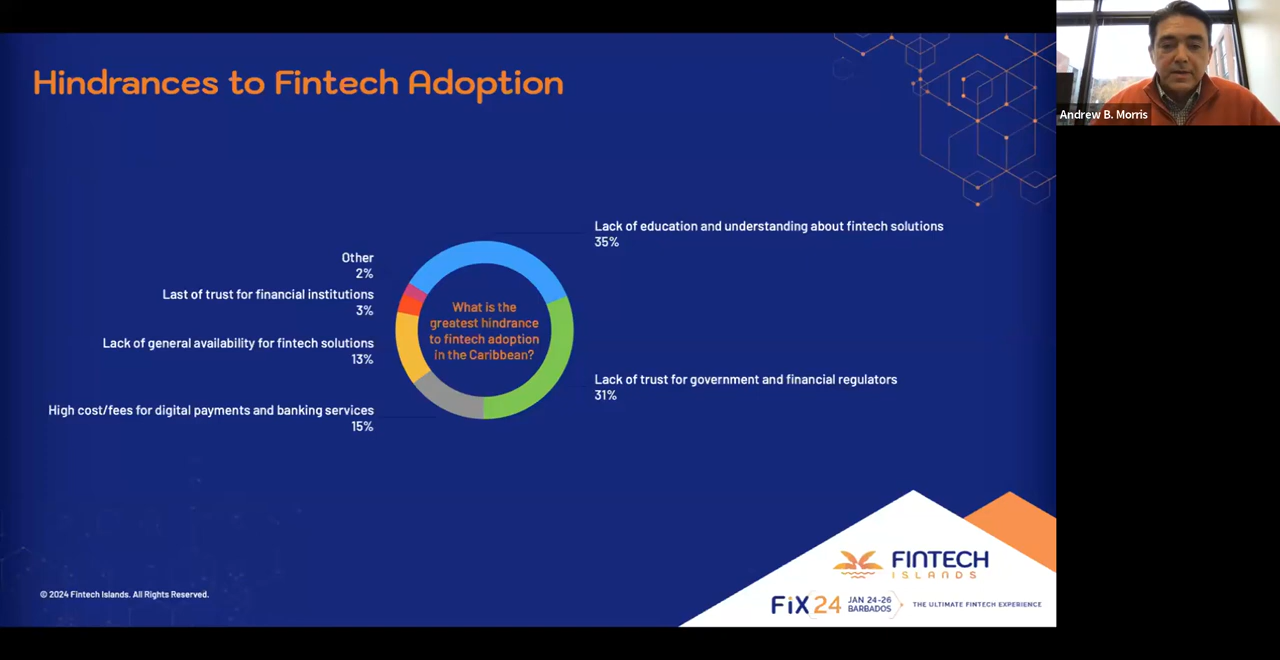 Hindrances to Fintech Adoption
Andrew B. Morris
Lack of education and understanding about fintech solutions
35%
Other
2%
Last of trust for financial institutions
3%
What is the
greatest hindrance
to fintech adoption
in the Caribbean?
Lack of general availability for fintech solutions
13%
Lack of trust for government and financial regulators
31%
High cost/fees for digital payments and banking services
15%
FINTECH
ISLANDS
FiX24
JAN 24-26
BARBADOS
THE ULTIMATE FINTECH EXPERIENCE
© 2024 Fintech Islands. All Rights Reserved.